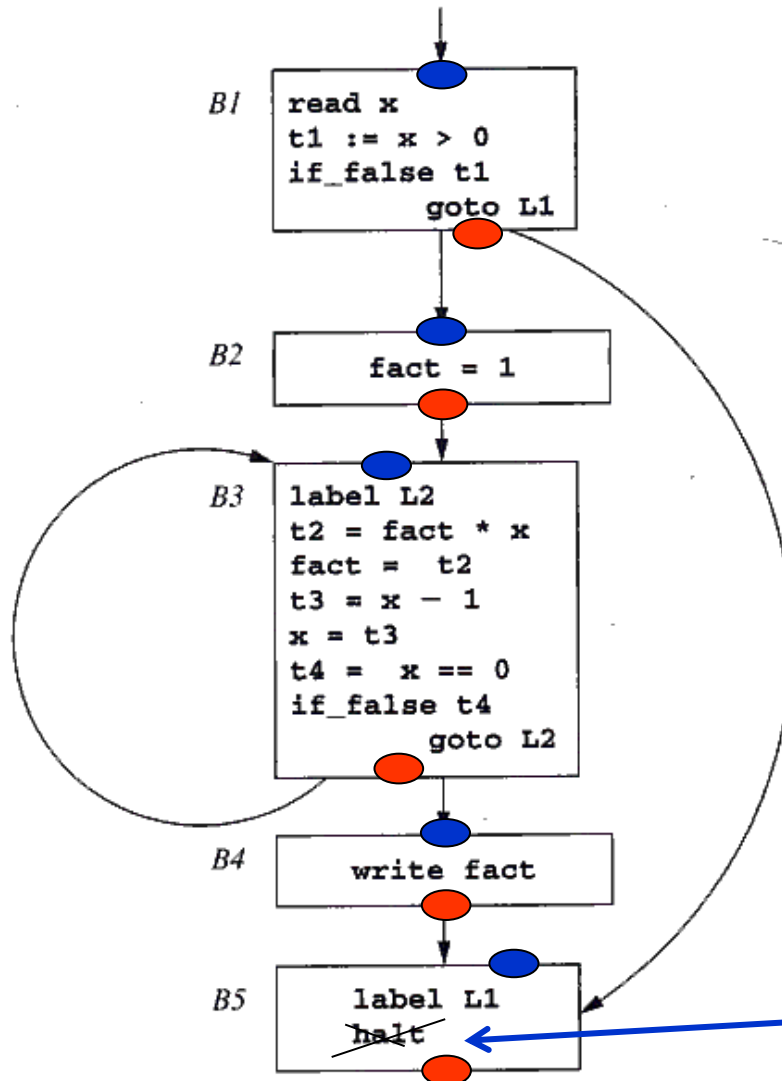 B1
read x
t1 := x > 0
if_false t1
goto L1
B2
fact = 1
B3
label L2
t2 = fact * x
fact = t2
t3 = x - 1
x = t3
t4 = x == 0
if_false t4
goto L2
B4
write fact
B5
label L1
halt